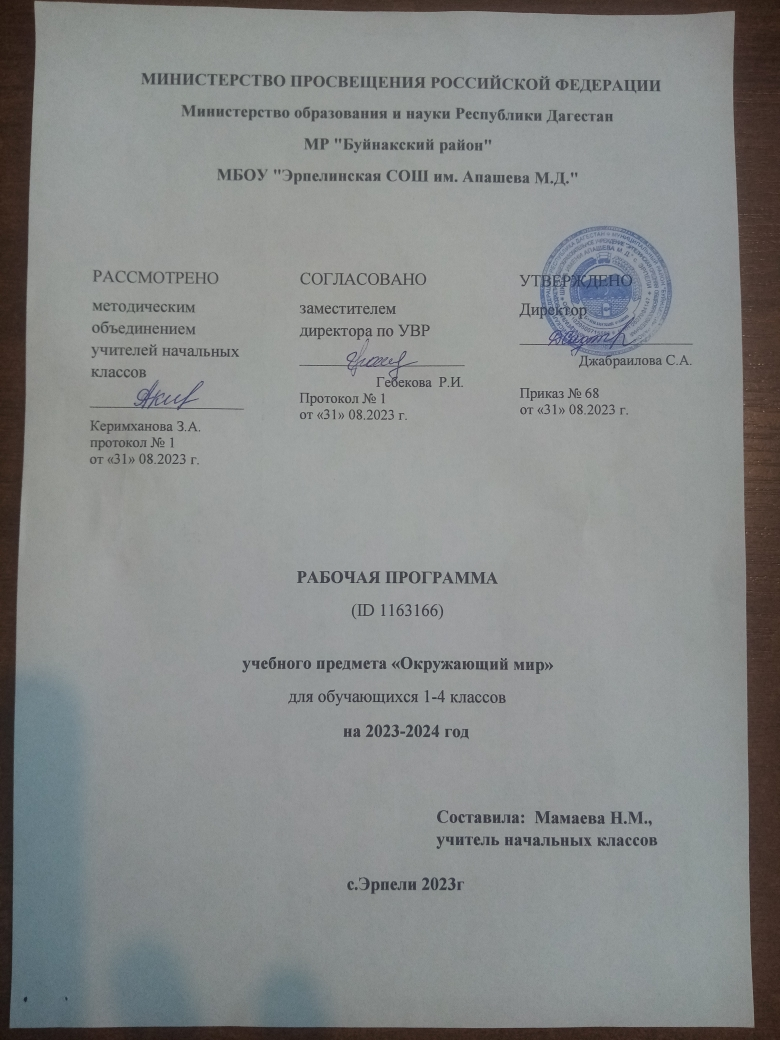 МИНИСТЕРСТВО ПРОСВЕЩЕНИЯ РОССИЙСКОЙ ФЕДЕРАЦИИ
Министерство образования и науки Республики Дагестан
МР "Буйнакский район"
МБОУ "Эрпелинская СОШ им. Апашева М.Д."
РАССМОТРЕНО
методическим
объединением
учителей начальных
классов
Керимханова З.А.
протокол № 1
от «31» 08.2023 г.
СОГЛАСОВАНО
заместителем
директора по УВР
Гебекова Р.И.
Протокол № 1
от «31» 08.2023 г.
УТВЕРЖДЕНО
Директор
Джабраилова С.А.
Приказ № 68
от «31» 08.2023 г.
РАБОЧАЯ ПРОГРАММА
(ID 1163166)
учебного предмета «Окружающий мир»
для обучающихся 1-4 классов
на 2023-2024 год
Составила: Мамаева Н.М.,
учитель начальных классов
с.Эрпели 2023г